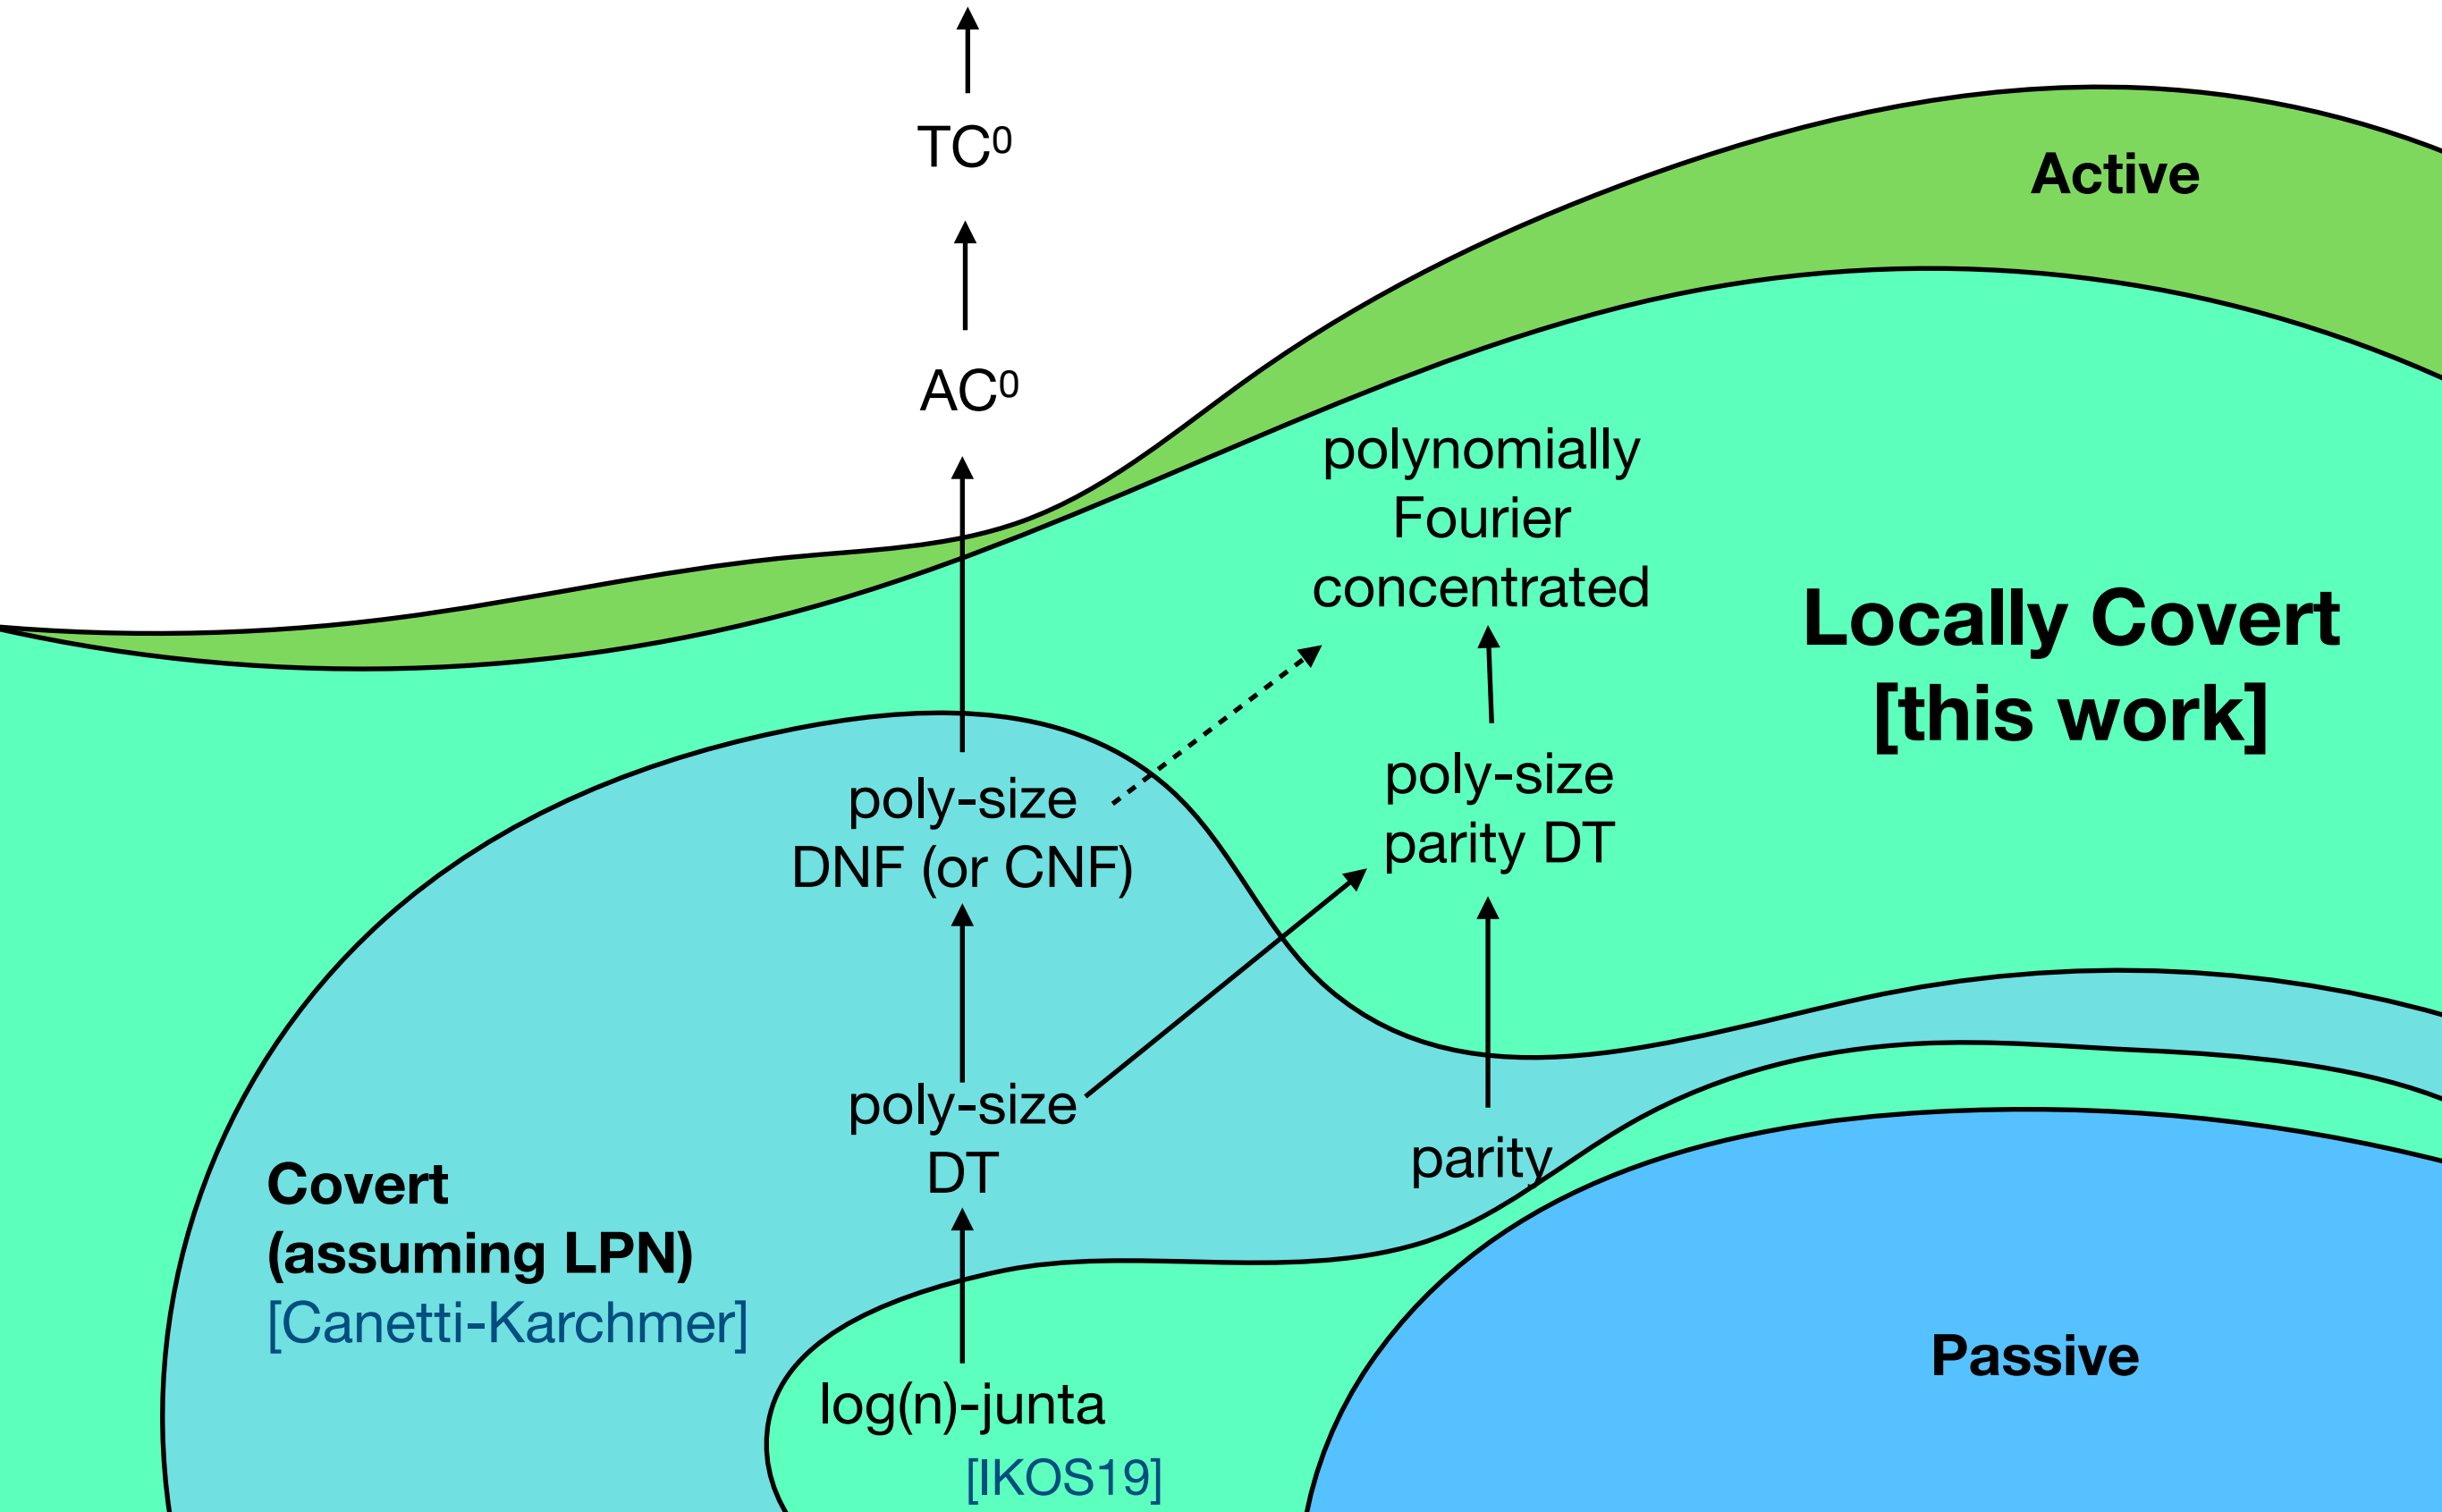 TC⁰
Active
AC⁰
polynomially
Fourier
concentrated
Locally Covert
[this work]
poly-size
DNF (or CNF)
poly-size
parity DT
poly-size
DT
parity
Covert
(assuming LPN)
[Canetti-Karchmer]
Passive
log(n)-junta
[IKOS19]